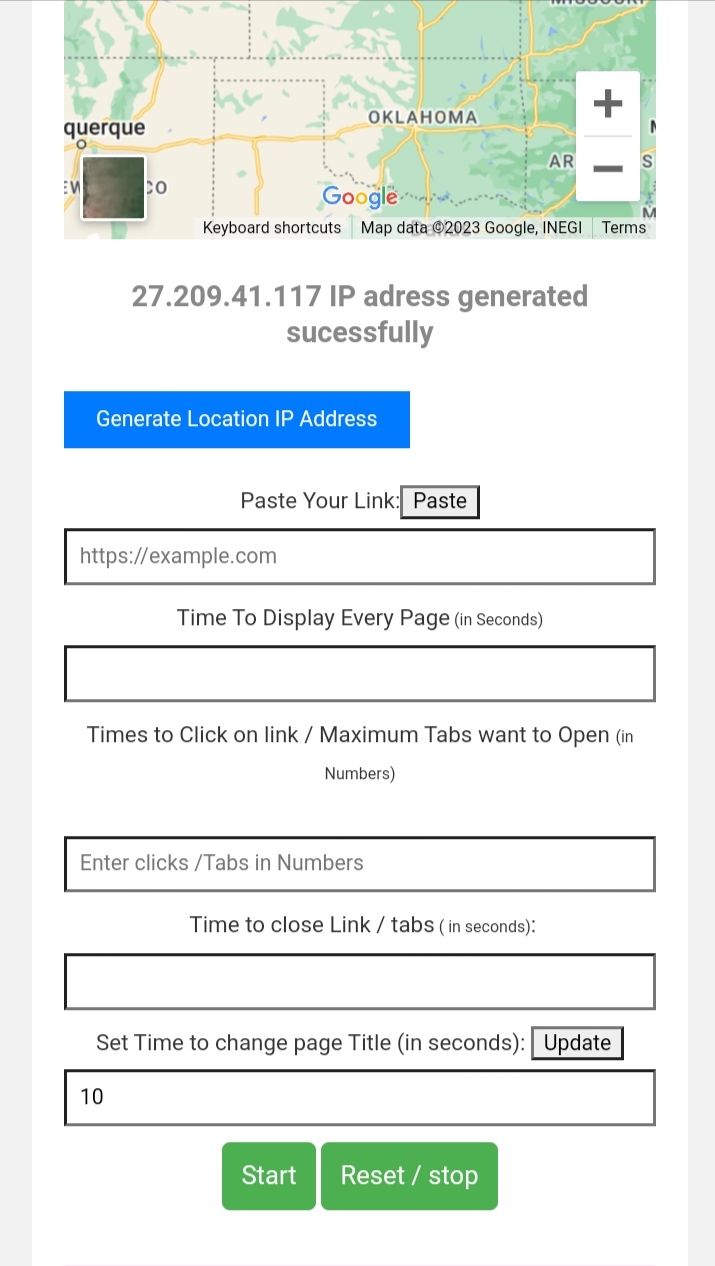 querque
OKLAHOMA
AR
S
EW
CO
Google
M
Keyboard shortcuts
Map data ©2023 Google, INEGI
Terms
27.209.41.117 IP adress generated
sucessfully
Generate Location IP Address
Paste Your Link: Paste
https://example.com
Time To Display Every Page (in Seconds)
Times to Click on link / Maximum Tabs want to Open (in
Numbers)
Enter clicks /Tabs in Numbers
Time to close Link / tabs ( in seconds):
Set Time to change page Title (in seconds): Update
10
Start Reset / stop